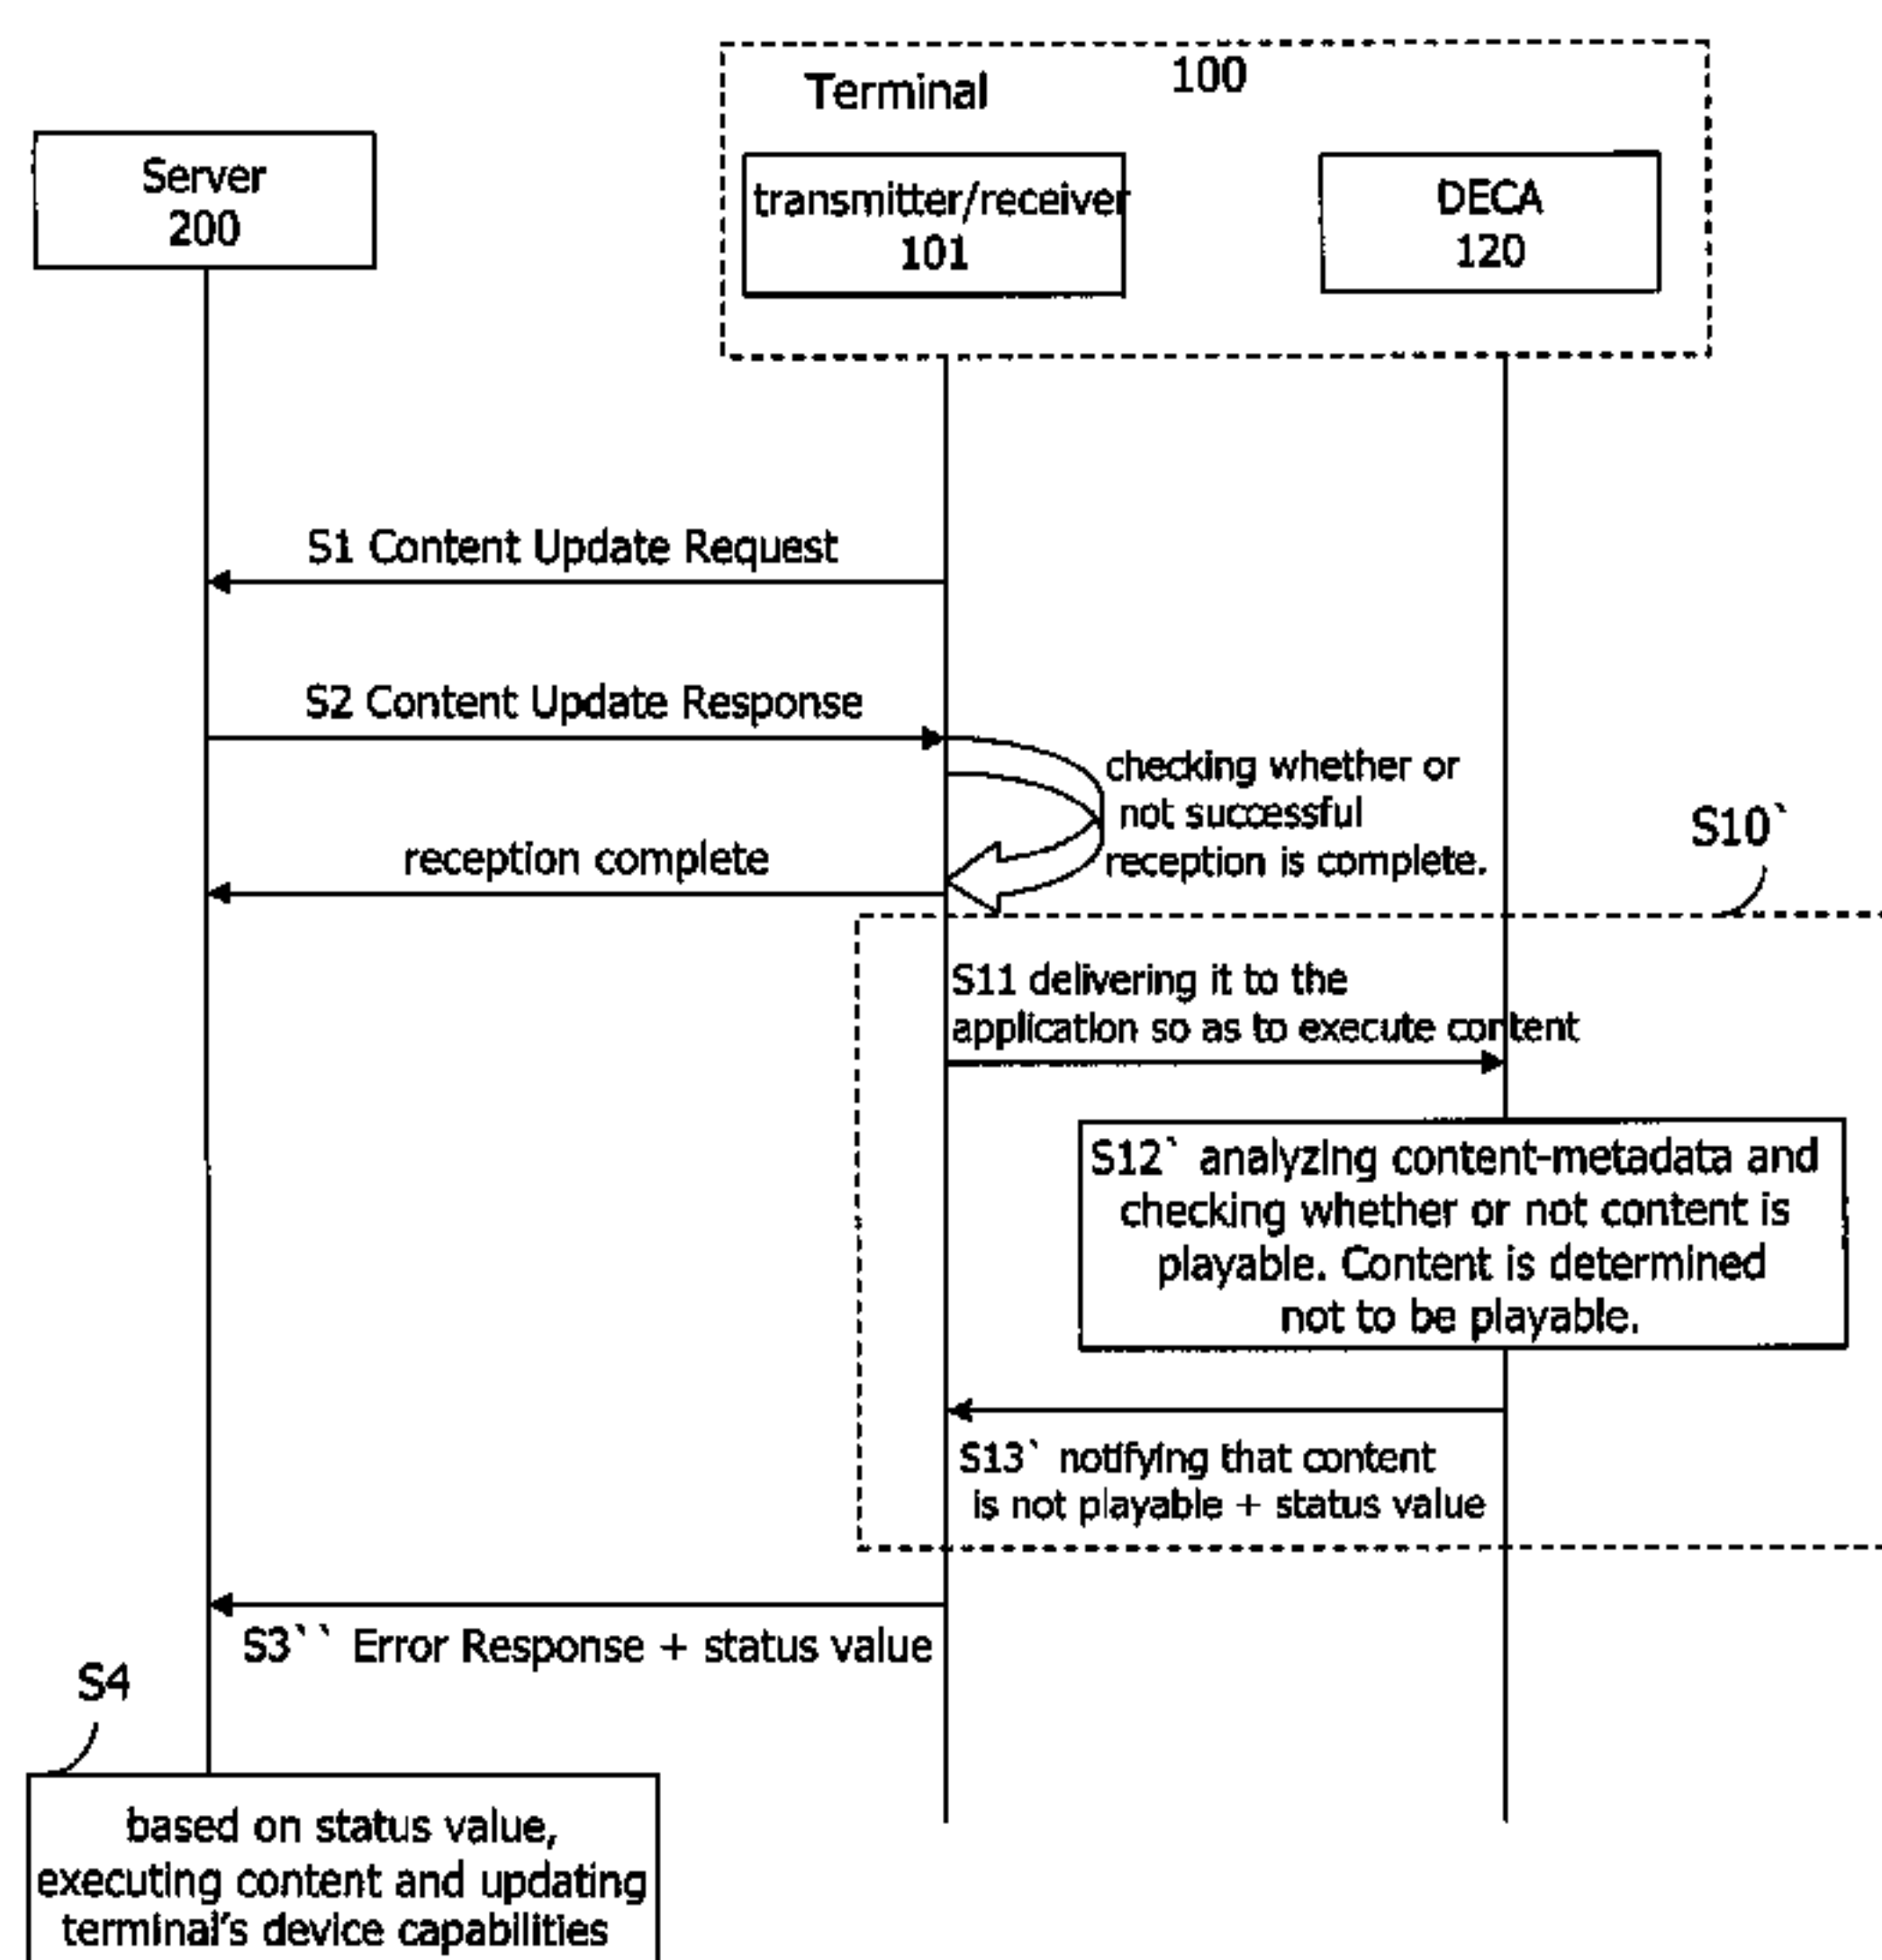 Terminal
100
Server
200
transmitter/receiver
101
DECA
120
S1 Content Update Request
S2 Content Update Response
checking whether or
not successful
reception is complete.
reception complete
S10`
S11 delivering it to the
application so as to execute content
S12` analyzing content-metadata and
checking whether or not content is
playable. Content is determined
not to be playable.
S13` notifying that content
is not playable + status value
S3`` Error Response + status value
S4
based on status value,
executing content and updating
terminal's device capabilities